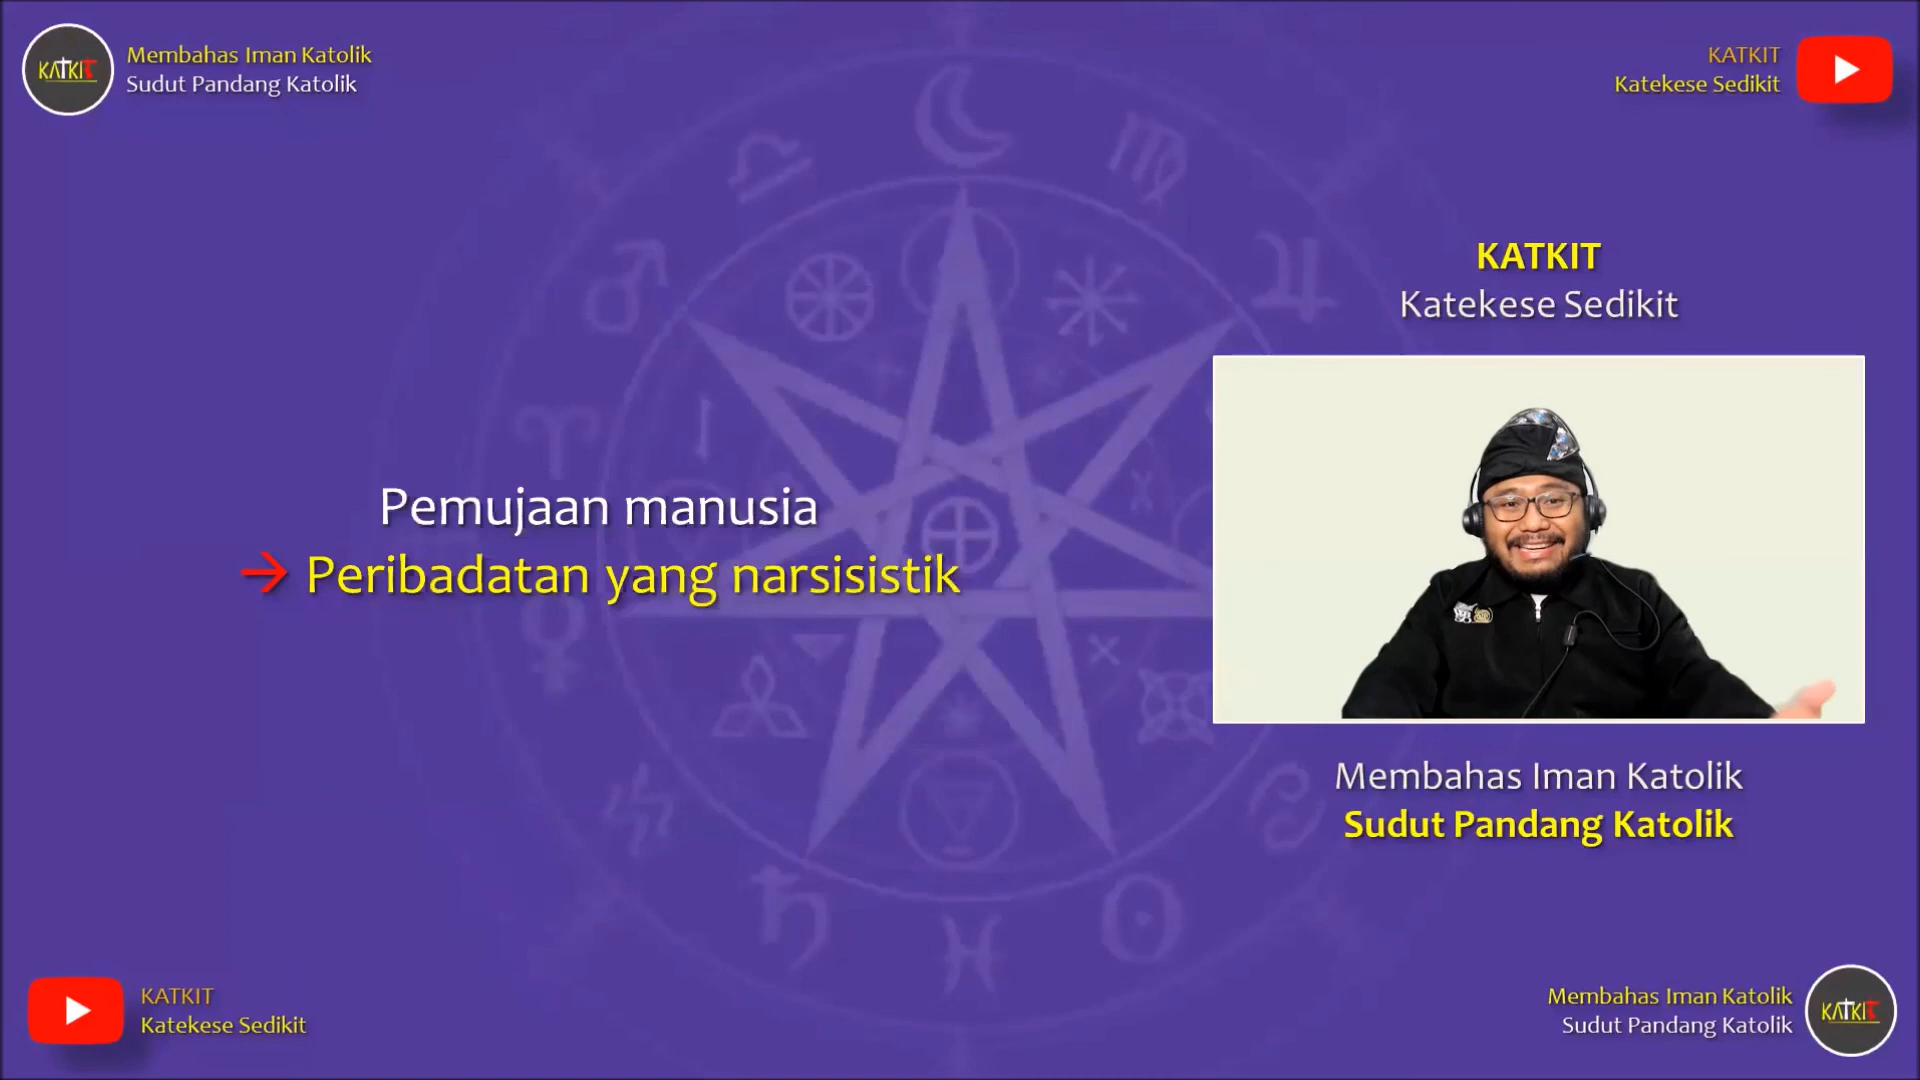 KATKIT
Membahas Iman Katolik
Sudut Pandang Katolik
KATKIT
Katekese Sedikit
KATKIT
Katekese Sedikit
Pemujaan manusia
→ Peribadatan yang narsisistik
Membahas Iman Katolik
Sudut Pandang Katolik
KATKIT
Katekese Sedikit
Membahas Iman Katolik
Sudut Pandang Katolik
KATKIT